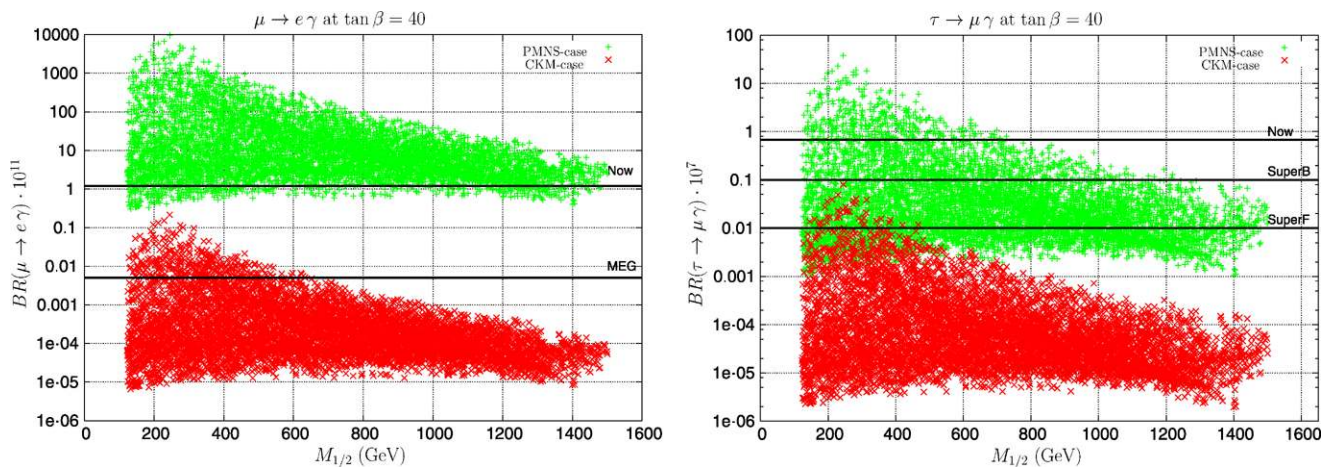 μ → e γ at tan β = 40
10000
1000
100
10
1
0.1
0.01
0.001
1e-04
1e-05
1e-06
BR(μ → e γ) · 10^11
PMNS-case
CKM-case
Now
MEG
0 200 400 600 800 1000 1200 1400 1600
M_{1/2} (GeV)
τ → μ γ at tan β = 40
100
10
1
0.1
0.01
0.001
1e-04
1e-05
1e-06
BR(τ → μ γ) · 10^7
PMNS-case
CKM-case
Now
SuperB
SuperF
0 200 400 600 800 1000 1200 1400 1600
M_{1/2} (GeV)